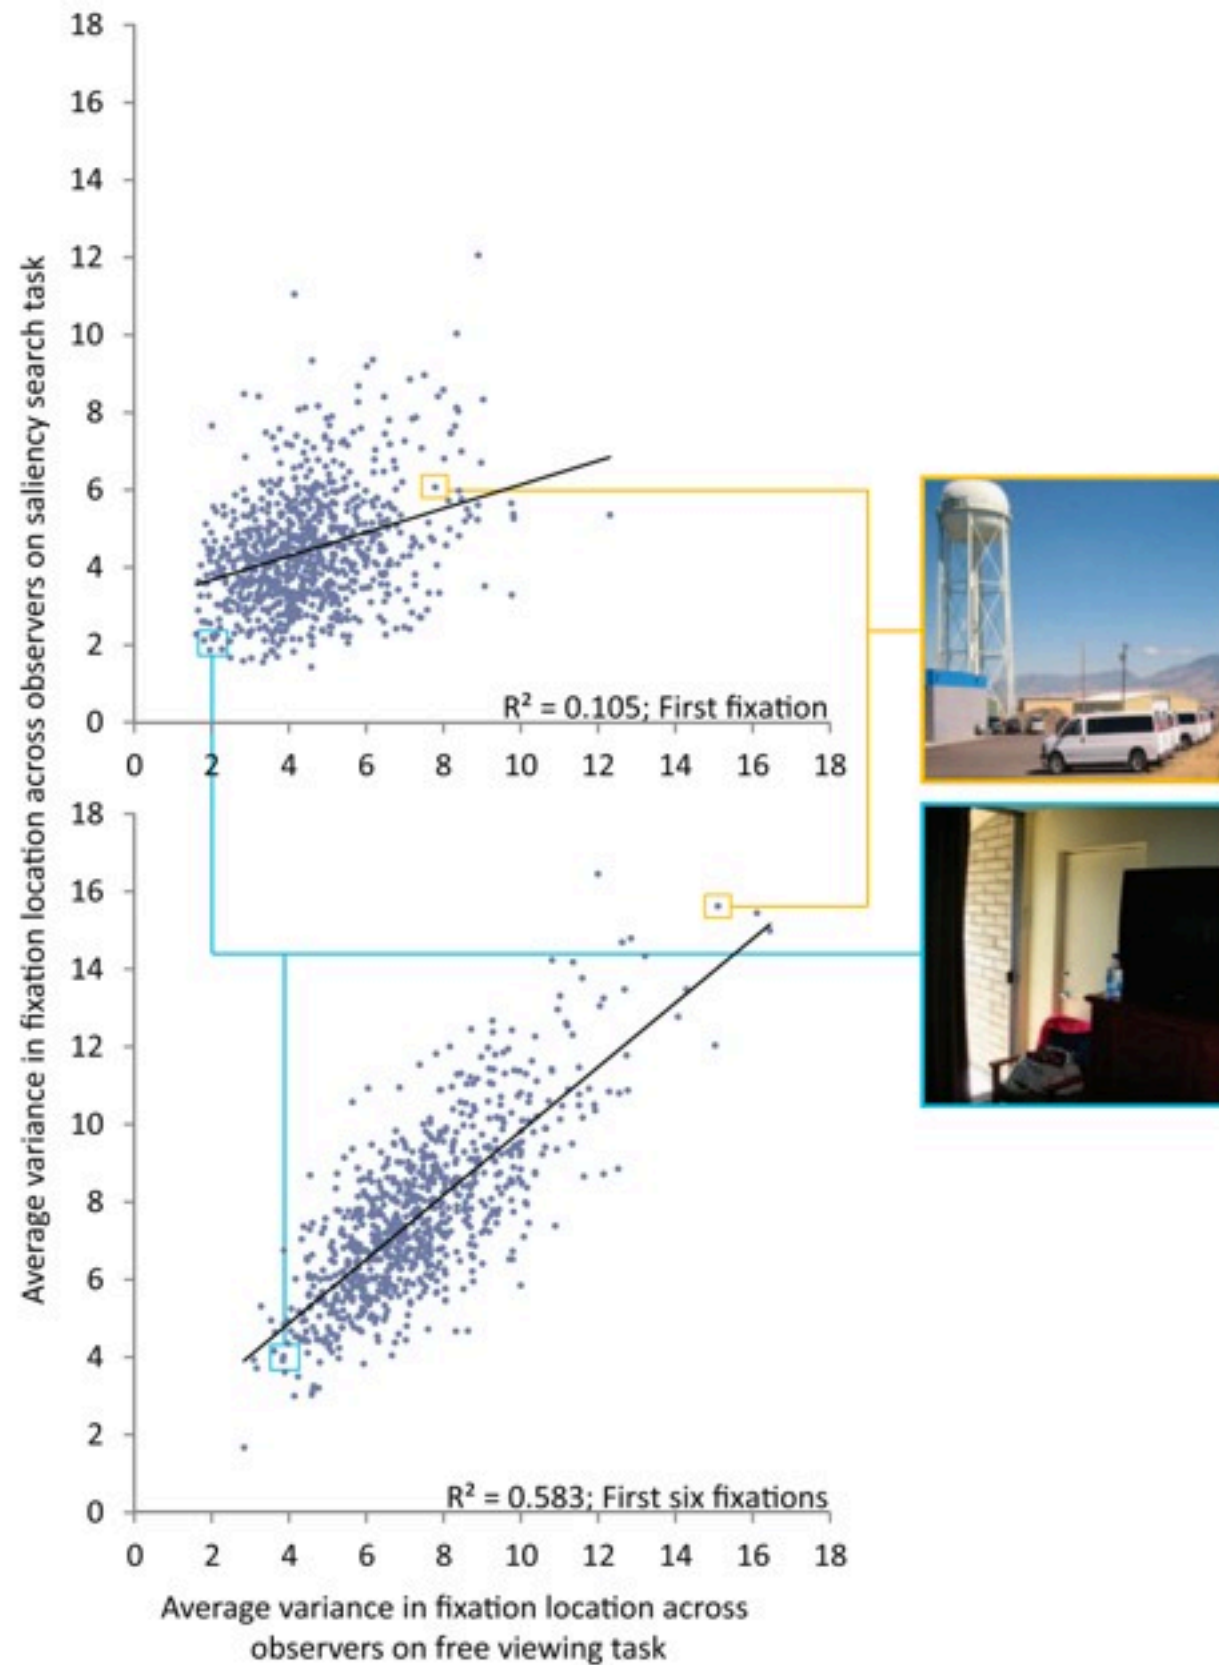 Average variance in fixation location across observers on saliency search task
18
16
14
12
10
8
6
4
2
0
R² = 0.105; First fixation
0 2 4 6 8 10 12 14 16 18
18
16
14
12
10
8
6
4
2
0
R² = 0.583; First six fixations
0 2 4 6 8 10 12 14 16 18
Average variance in fixation location across
observers on free viewing task